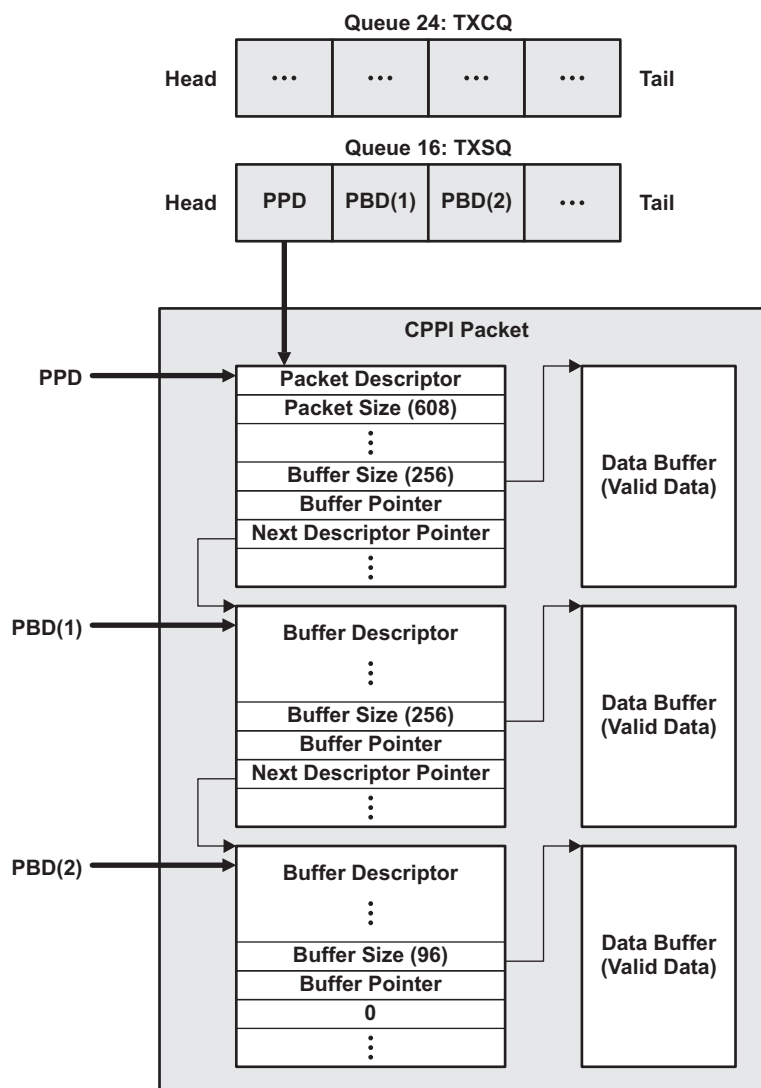 Queue 24: TXCQ
Head ... ... ... ... Tail
Queue 16: TXSQ
Head PPD PBD(1) PBD(2) ... Tail
CPPI Packet
PPD
Packet Descriptor
Packet Size (608)
Buffer Size (256)
Buffer Pointer
Next Descriptor Pointer
Data Buffer
(Valid Data)
PBD(1)
Buffer Descriptor
Buffer Size (256)
Buffer Pointer
Next Descriptor Pointer
Data Buffer
(Valid Data)
PBD(2)
Buffer Descriptor
Buffer Size (96)
Buffer Pointer
0
Data Buffer
(Valid Data)